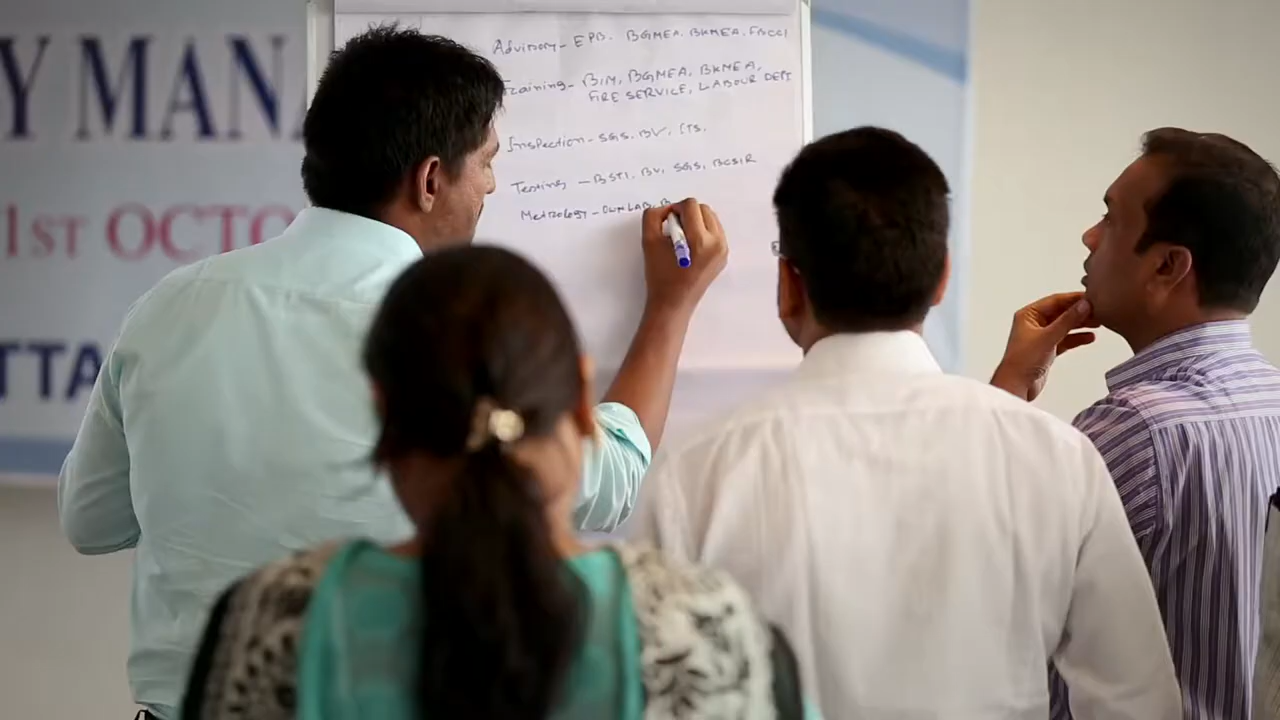 Y MANA
1ST OCTO
TTA
Advisory - EPB. BGMEA. BKMEA, FBCCI
Training - BIM, BGMEA, BKMEA,
FIRE SERVICE, LABOUR DEPT
Inspection - SGS. BV, ITS,
Testing - BSTI, BV, SGS, BCSIR
Metrology - OWN LAB, B